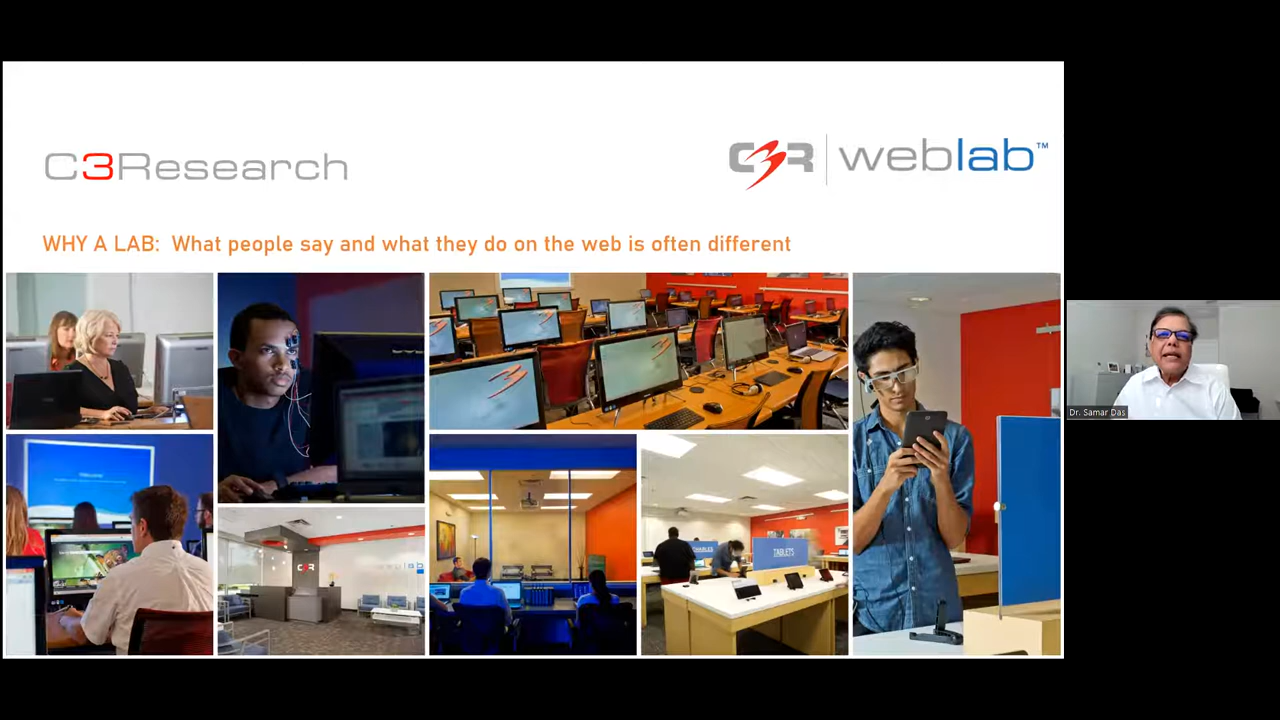 C3Research
C3R weblab™
WHY A LAB: What people say and what they do on the web is often different
C3R
TABLETS
Dr. Samar Das